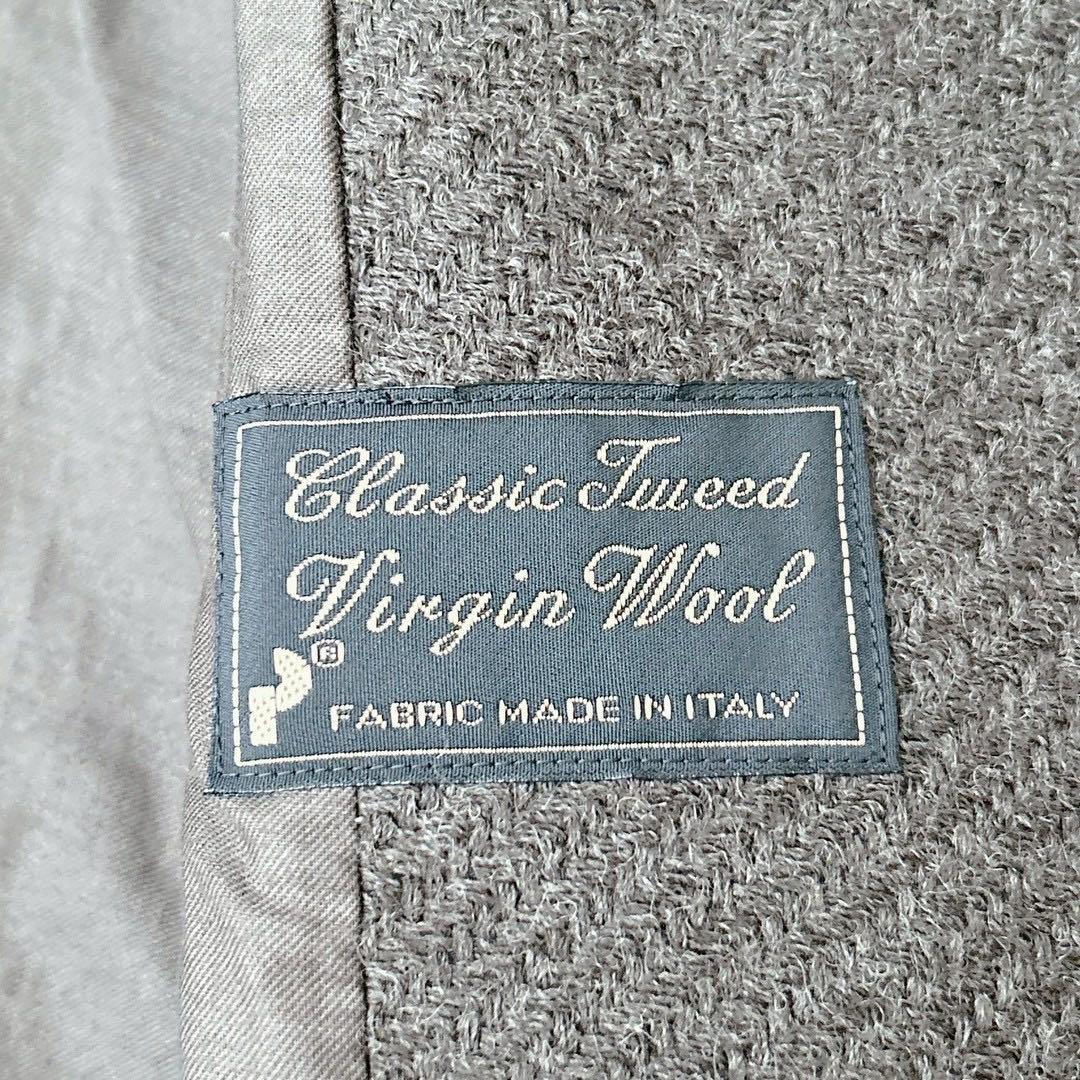 Classic Tweed
Virgin Wool
®
FABRIC MADE IN ITALY